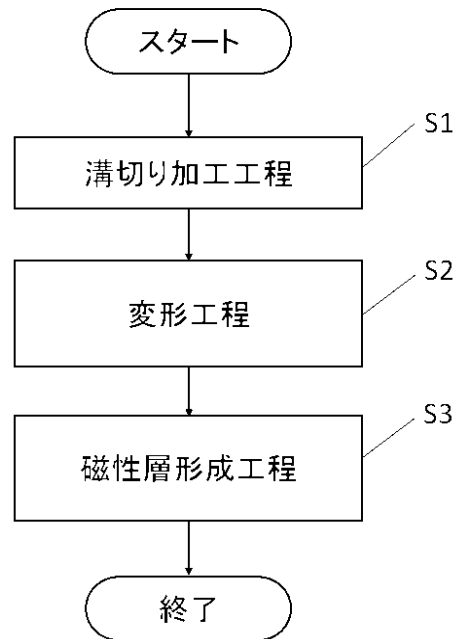 スタート
S1
溝切り加工工程
S2
変形工程
S3
磁性層形成工程
終了